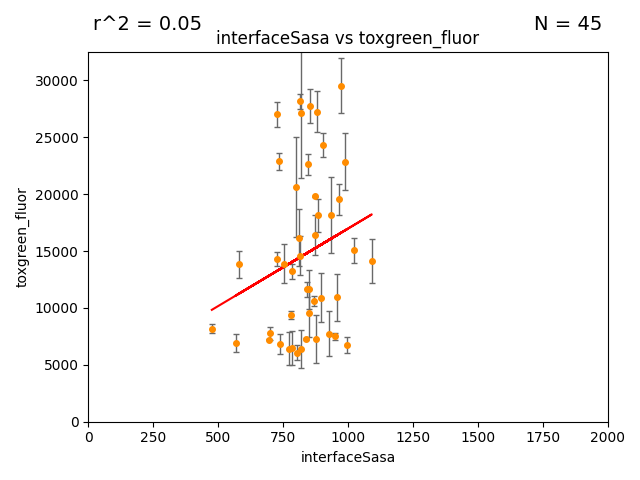 r^2 = 0.05
N = 45
interfaceSasa vs toxgreen_fluor
30000
25000
20000
15000
10000
5000
0
toxgreen_fluor
0 250 500 750 1000 1250 1500 1750 2000
interfaceSasa